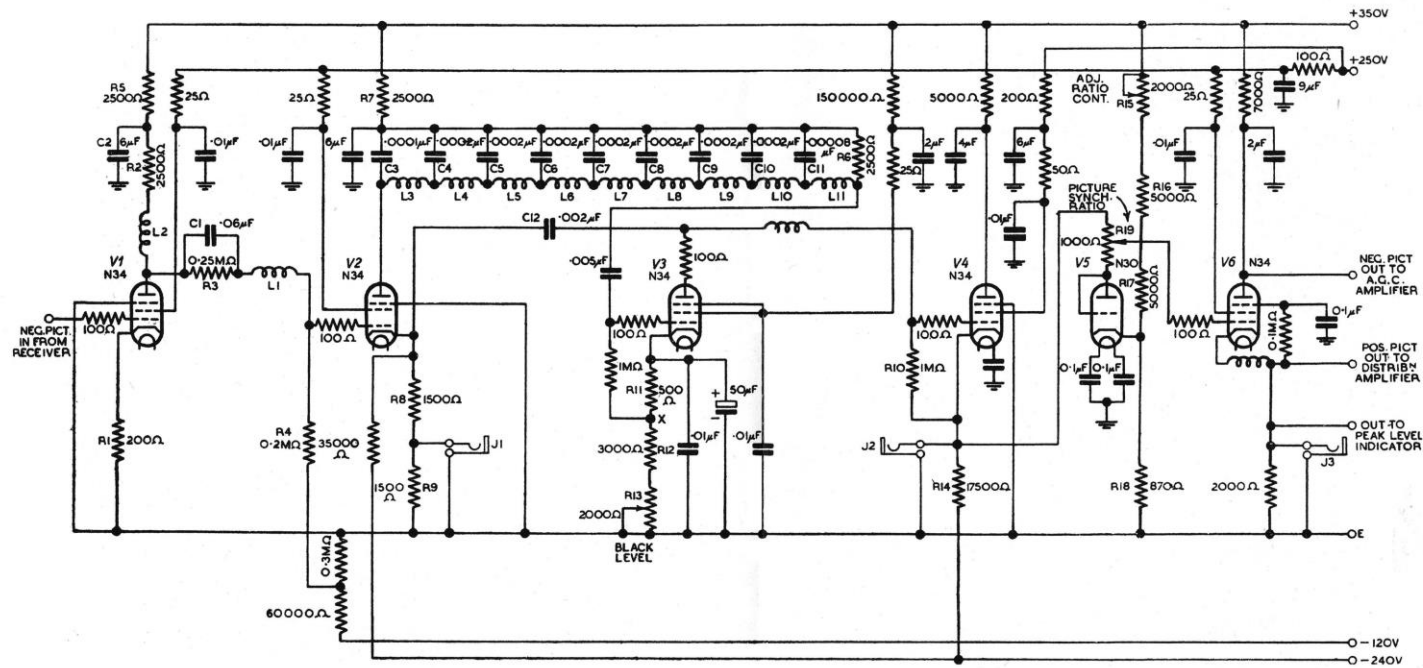 +350V
+250V
100Ω
9μF
R5
2500Ω
25Ω
25Ω
R7
2500Ω
150000Ω
5000Ω
200Ω
ADJ.
RATIO
CONT.
R15
2000Ω
25Ω
7000Ω
C2
6μF
R2
2500Ω
.01μF
.01μF
6μF
.0001μF
.0002μF
.0002μF
.0002μF
.0002μF
.0002μF
.0002μF
.0002μF
.00008
μF
R6
2500Ω
C3
C4
C5
C6
C7
C8
C9
C10
C11
L3
L4
L5
L6
L7
L8
L9
L10
L11
25Ω
2μF
4μF
6μF
50Ω
.01μF
2μF
PICTURE
SYNCH.
RATIO
R16
5000Ω
L2
C1
.06μF
0.25MΩ
R3
L1
C12
.002μF
.005μF
100Ω
.01μF
1000Ω
R19
R17
5000Ω
V1
N34
V2
N34
V3
N34
V4
N34
V5
N30
V6
N34
NEG. PICT
OUT TO
A.G.C.
AMPLIFIER
NEG. PICT.
IN FROM
RECEIVER
100Ω
100Ω
100Ω
100Ω
100Ω
0.1MΩ
0.1μF
POS. PICT
OUT TO
DISTRIBN
AMPLIFIER
R1
200Ω
R4
0.2MΩ
35000
Ω
R8
1500Ω
1500
Ω
R9
J1
1MΩ
R11
500
Ω
X
50μF
+
−
3000Ω
R12
.01μF
.01μF
R13
2000Ω
BLACK
LEVEL
R10
1MΩ
J2
R14
17500Ω
0.1μF
0.1μF
R18
870Ω
OUT TO
PEAK LEVEL
INDICATOR
2000Ω
J3
E
0.3MΩ
60000Ω
−120V
−240V